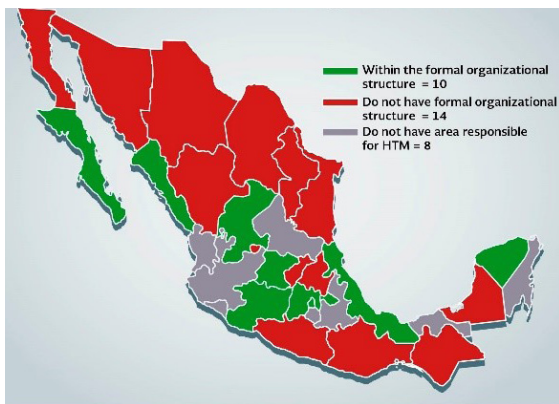 Within the formal organizational
structure = 10
Do not have formal organizational
structure = 14
Do not have area responsible
for HTM = 8